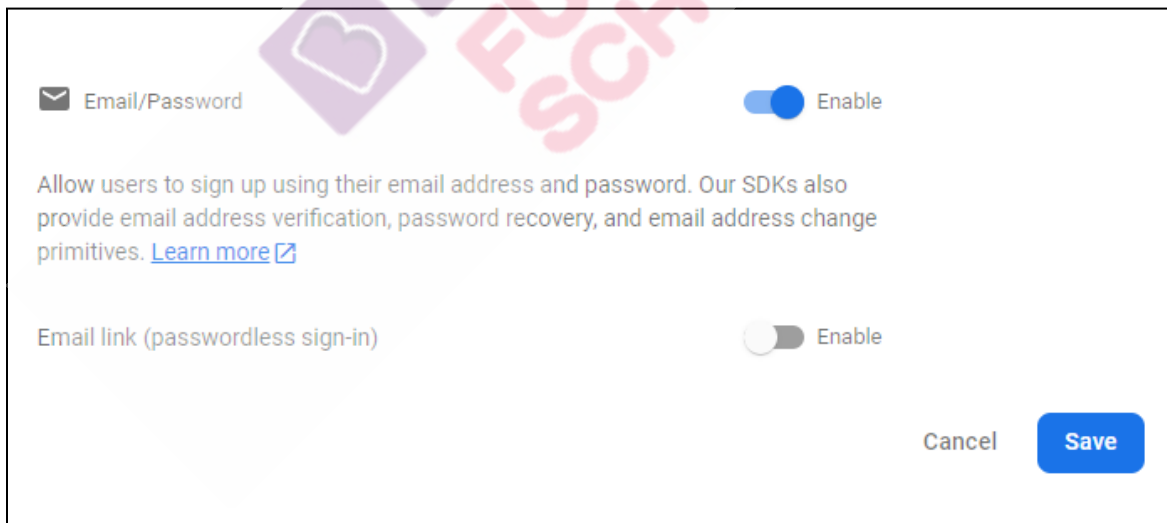 Email/Password
Enable
Allow users to sign up using their email address and password. Our SDKs also
provide email address verification, password recovery, and email address change
primitives. Learn more
Email link (passwordless sign-in)
Enable
Cancel
Save